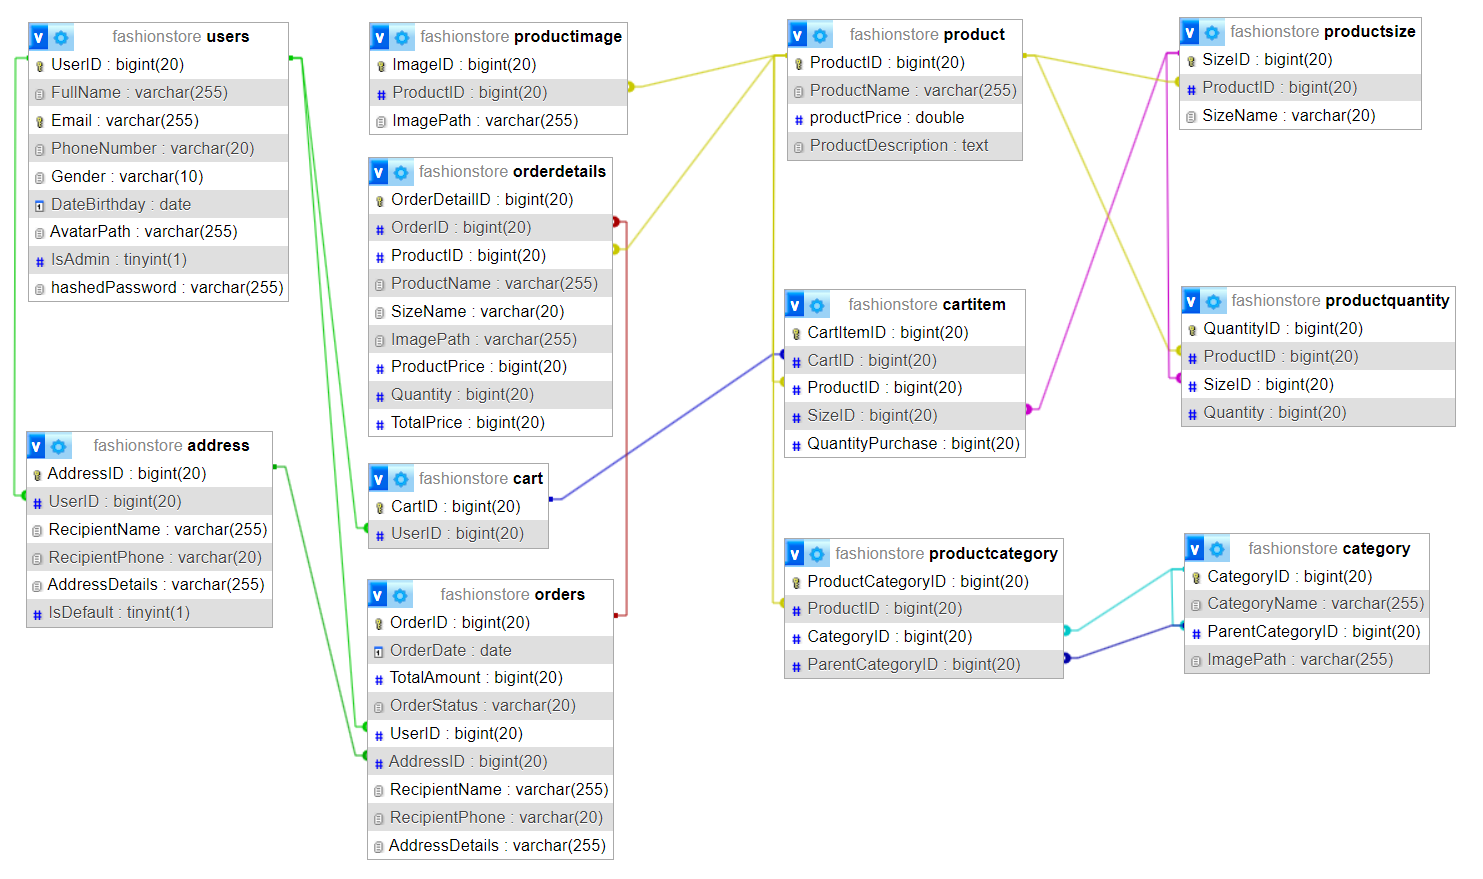 v fashionstore users
UserID : bigint(20)
FullName : varchar(255)
Email : varchar(255)
PhoneNumber : varchar(20)
Gender : varchar(10)
DateBirthday : date
AvatarPath : varchar(255)
# IsAdmin : tinyint(1)
hashedPassword : varchar(255)
v fashionstore address
AddressID : bigint(20)
# UserID : bigint(20)
RecipientName : varchar(255)
RecipientPhone : varchar(20)
AddressDetails : varchar(255)
# IsDefault : tinyint(1)
v fashionstore productimage
ImageID : bigint(20)
# ProductID : bigint(20)
ImagePath : varchar(255)
v fashionstore orderdetails
OrderDetailID : bigint(20)
# OrderID : bigint(20)
# ProductID : bigint(20)
ProductName : varchar(255)
SizeName : varchar(20)
ImagePath : varchar(255)
# ProductPrice : bigint(20)
# Quantity : bigint(20)
# TotalPrice : bigint(20)
v fashionstore cart
CartID : bigint(20)
# UserID : bigint(20)
v fashionstore orders
OrderID : bigint(20)
OrderDate : date
# TotalAmount : bigint(20)
OrderStatus : varchar(20)
# UserID : bigint(20)
# AddressID : bigint(20)
RecipientName : varchar(255)
RecipientPhone : varchar(20)
AddressDetails : varchar(255)
v fashionstore product
ProductID : bigint(20)
ProductName : varchar(255)
# productPrice : double
ProductDescription : text
v fashionstore cartitem
CartItemID : bigint(20)
# CartID : bigint(20)
# ProductID : bigint(20)
# SizeID : bigint(20)
# QuantityPurchase : bigint(20)
v fashionstore productcategory
ProductCategoryID : bigint(20)
# ProductID : bigint(20)
# CategoryID : bigint(20)
# ParentCategoryID : bigint(20)
v fashionstore productsize
SizeID : bigint(20)
# ProductID : bigint(20)
SizeName : varchar(20)
v fashionstore productquantity
QuantityID : bigint(20)
# ProductID : bigint(20)
# SizeID : bigint(20)
# Quantity : bigint(20)
v fashionstore category
CategoryID : bigint(20)
CategoryName : varchar(255)
# ParentCategoryID : bigint(20)
ImagePath : varchar(255)